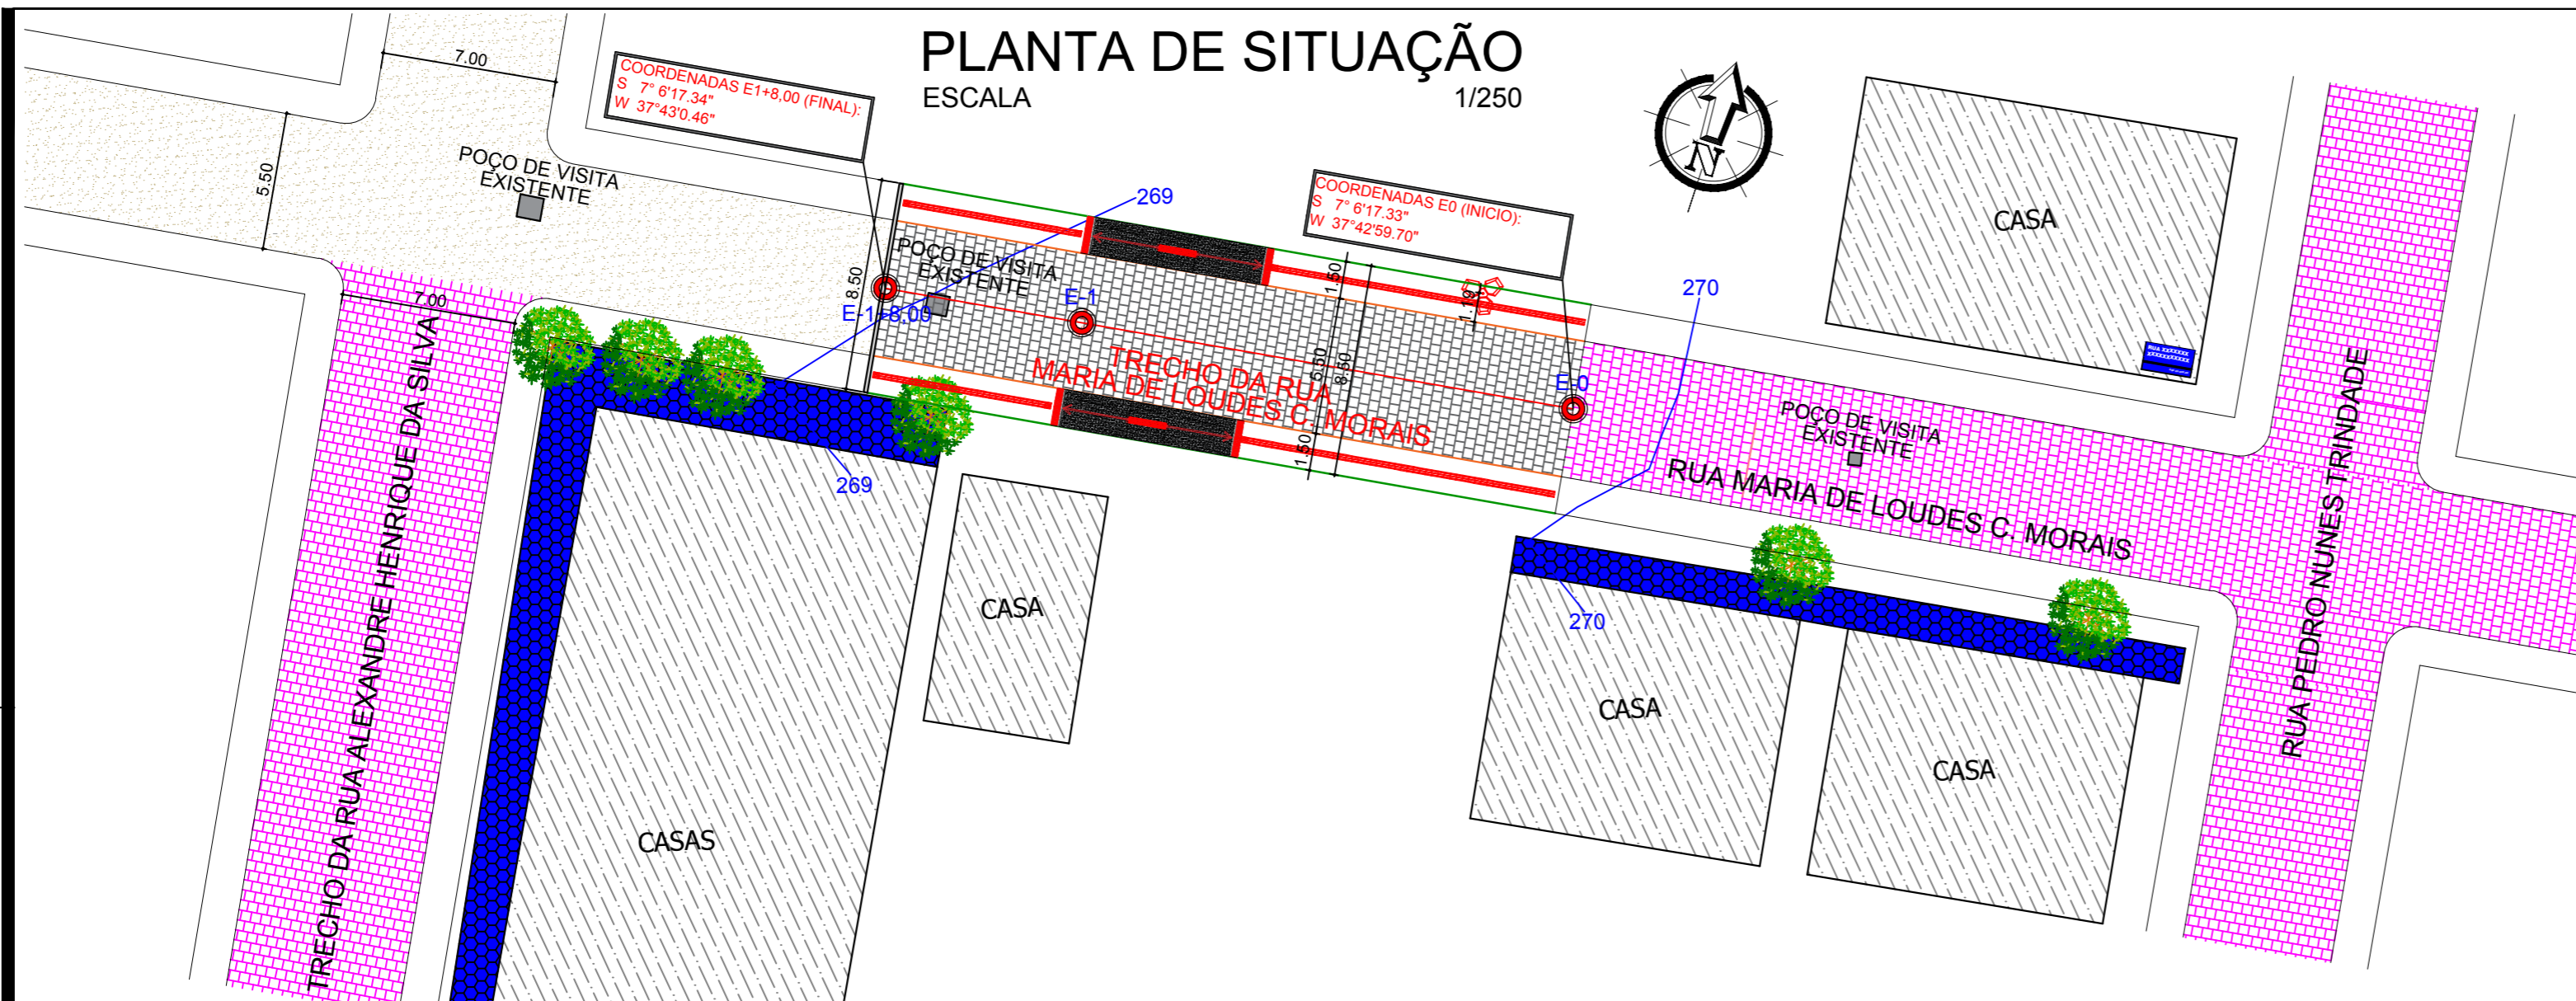 PLANTA DE SITUAÇÃO
ESCALA 1/250
7.00
COORDENADAS E1+8,00 (FINAL):
S 7° 6'17.34"
W 37°43'0.46"
5.50
POÇO DE VISITA
EXISTENTE
269
COORDENADAS E0 (INICIO):
S 7° 6'17.33"
W 37°42'59.70"
N
CASA
POÇO DE VISITA
EXISTENTE
8.50
E-1+8,00
E-1
1.50
1.19
270
7.00
TRECHO DA RUA
MARIA DE LOUDES C. MORAIS
5.50
8.50
1.50
E-0
POÇO DE VISITA
EXISTENTE
RUA MARIA DE LOUDES C. MORAIS
RUA PEDRO NUNES TRINDADE
TRECHO DA RUA ALEXANDRE HENRIQUE DA SILVA
269
CASA
270
CASA
CASA
CASAS